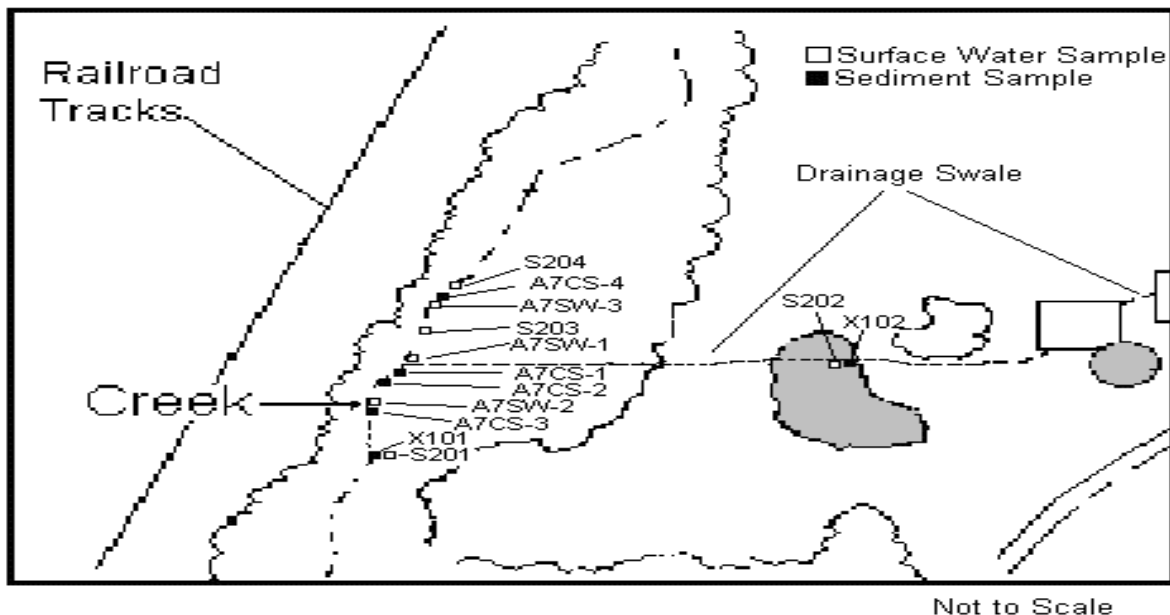 Railroad
Tracks
Surface Water Sample
Sediment Sample
Drainage Swale
S204
A7CS-4
A7SW-3
S203
A7SW-1
S202
X102
A7CS-1
A7CS-2
Creek
A7SW-2
A7CS-3
X101
S201
Not to Scale